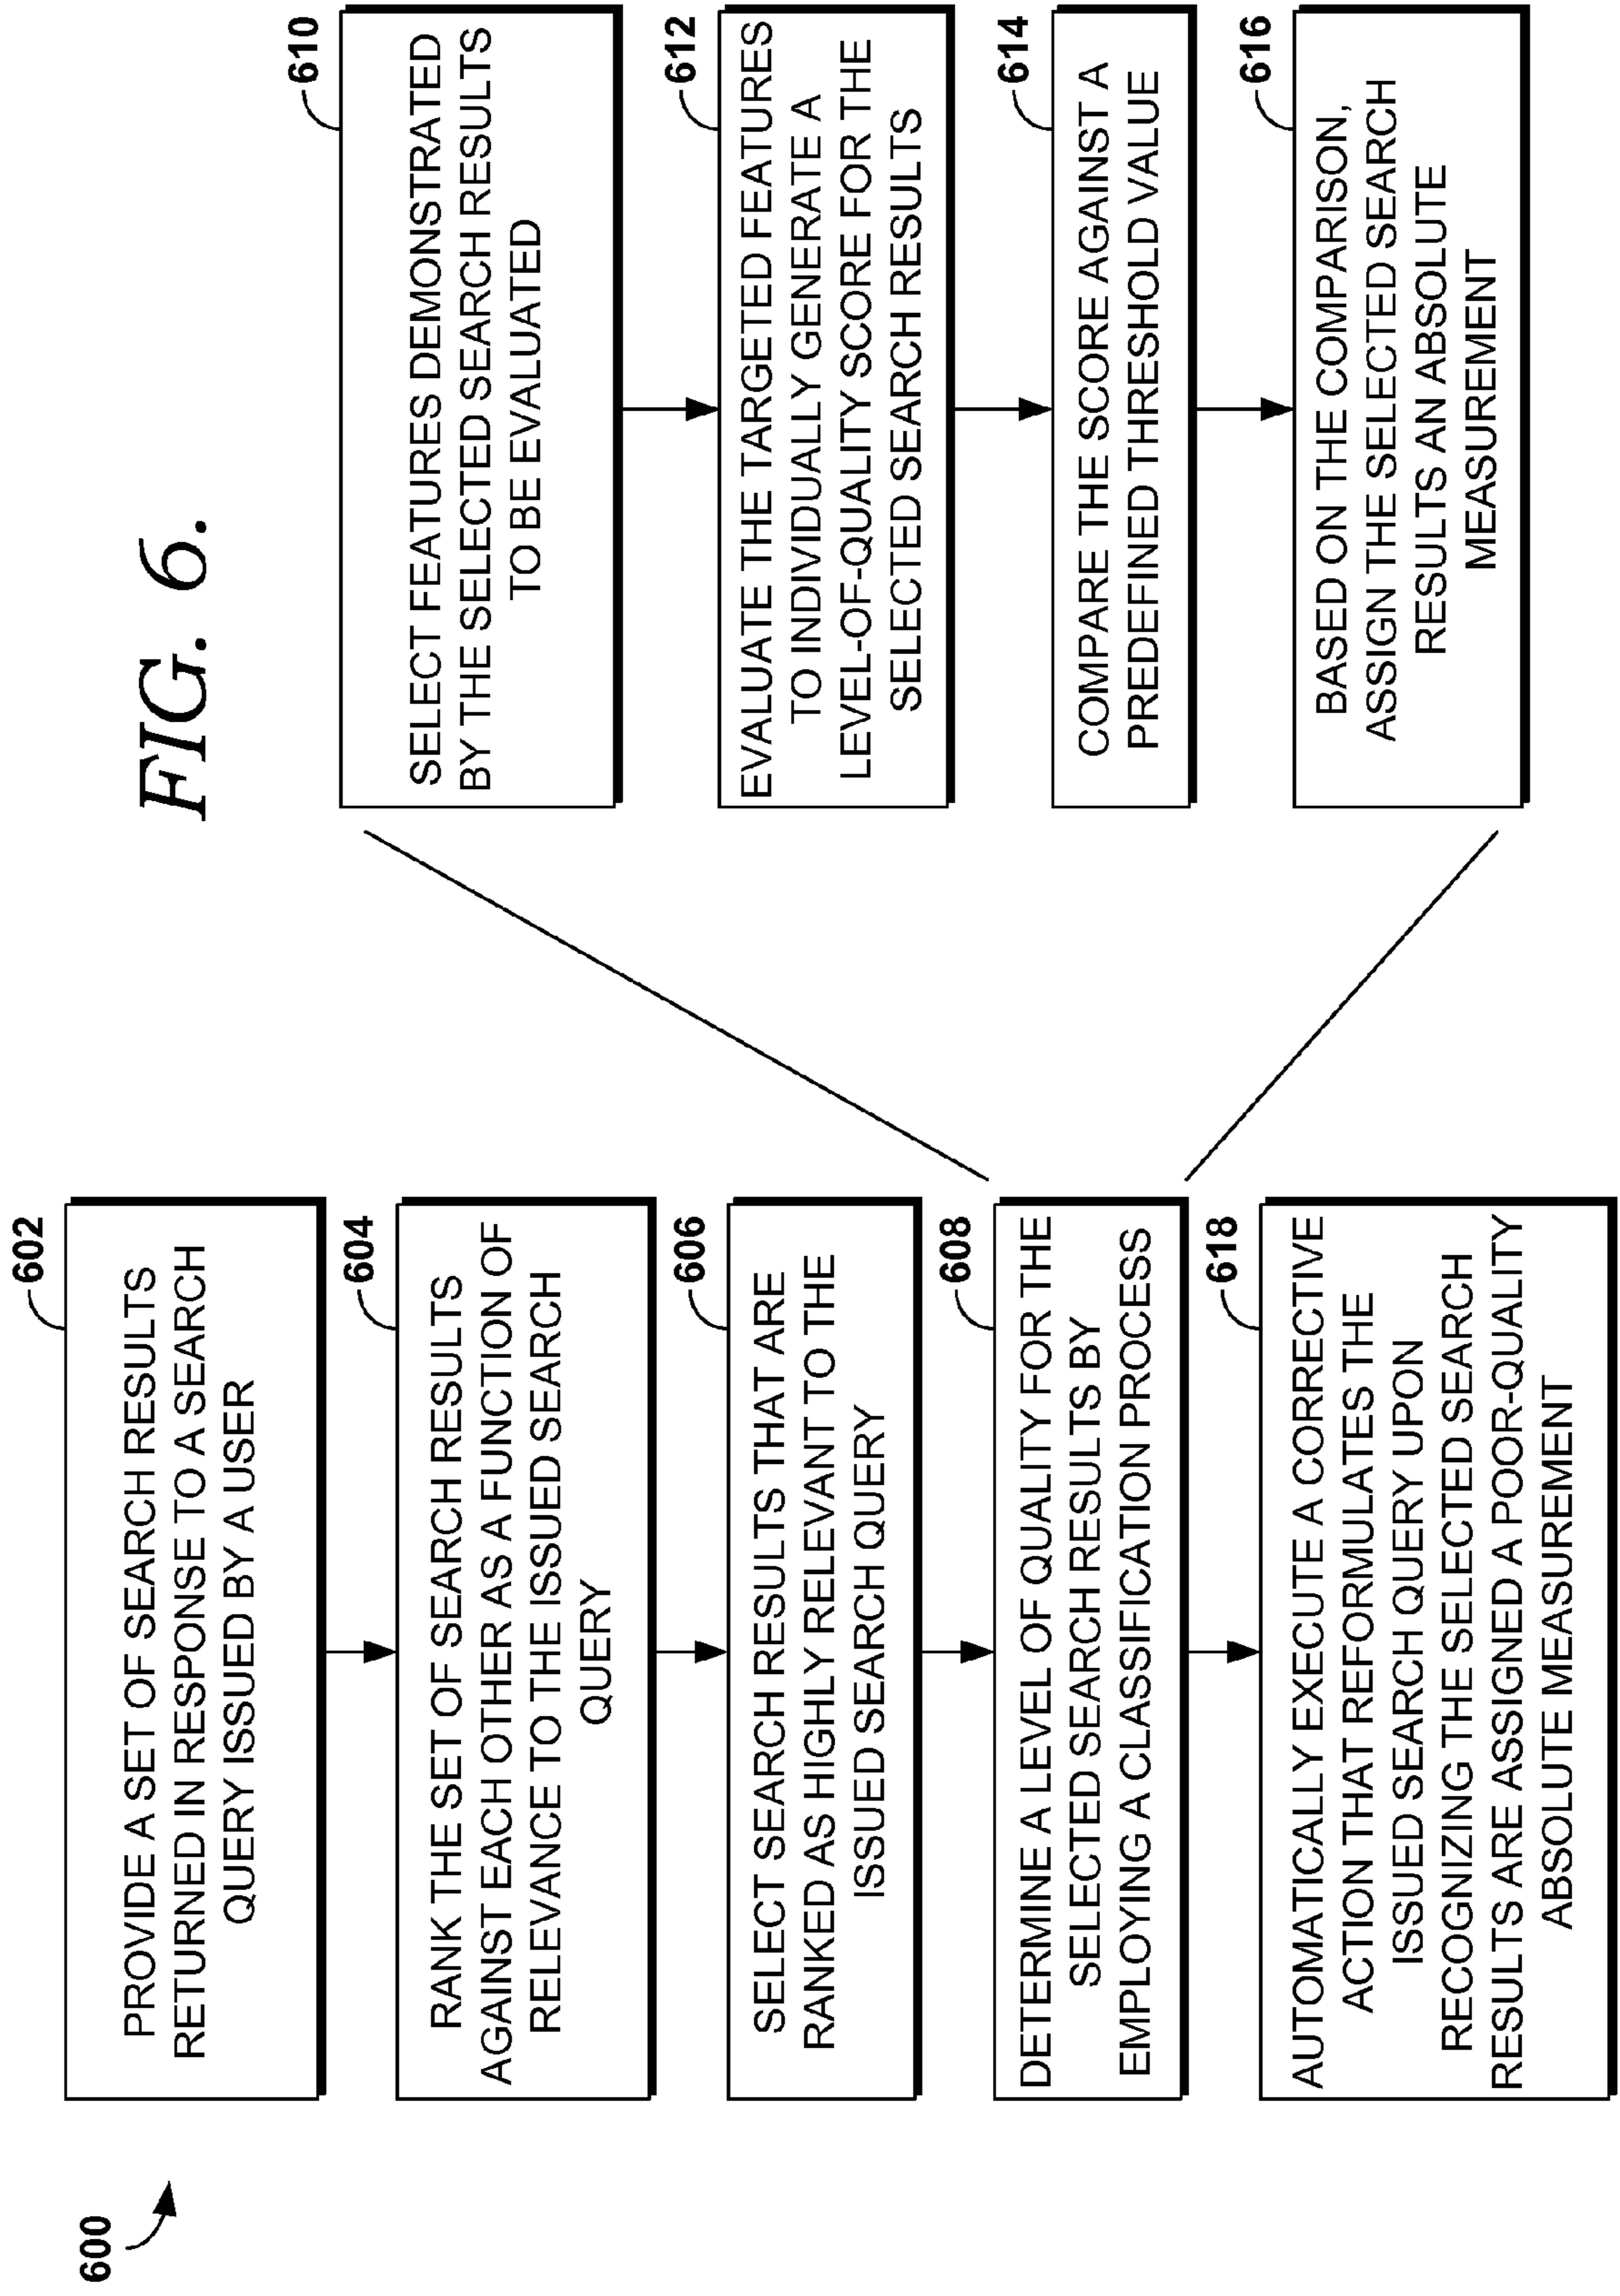 FIG. 6.
600
602
PROVIDE A SET OF SEARCH RESULTS
RETURNED IN RESPONSE TO A SEARCH
QUERY ISSUED BY A USER
604
RANK THE SET OF SEARCH RESULTS
AGAINST EACH OTHER AS A FUNCTION OF
RELEVANCE TO THE ISSUED SEARCH
QUERY
606
SELECT SEARCH RESULTS THAT ARE
RANKED AS HIGHLY RELEVANT TO THE
ISSUED SEARCH QUERY
608
DETERMINE A LEVEL OF QUALITY FOR THE
SELECTED SEARCH RESULTS BY
EMPLOYING A CLASSIFICATION PROCESS
618
AUTOMATICALLY EXECUTE A CORRECTIVE
ACTION THAT REFORMULATES THE
ISSUED SEARCH QUERY UPON
RECOGNIZING THE SELECTED SEARCH
RESULTS ARE ASSIGNED A POOR-QUALITY
ABSOLUTE MEASUREMENT
610
SELECT FEATURES DEMONSTRATED
BY THE SELECTED SEARCH RESULTS
TO BE EVALUATED
612
EVALUATE THE TARGETED FEATURES
TO INDIVIDUALLY GENERATE A
LEVEL-OF-QUALITY SCORE FOR THE
SELECTED SEARCH RESULTS
614
COMPARE THE SCORE AGAINST A
PREDEFINED THRESHOLD VALUE
616
BASED ON THE COMPARISON,
ASSIGN THE SELECTED SEARCH
RESULTS AN ABSOLUTE
MEASUREMENT